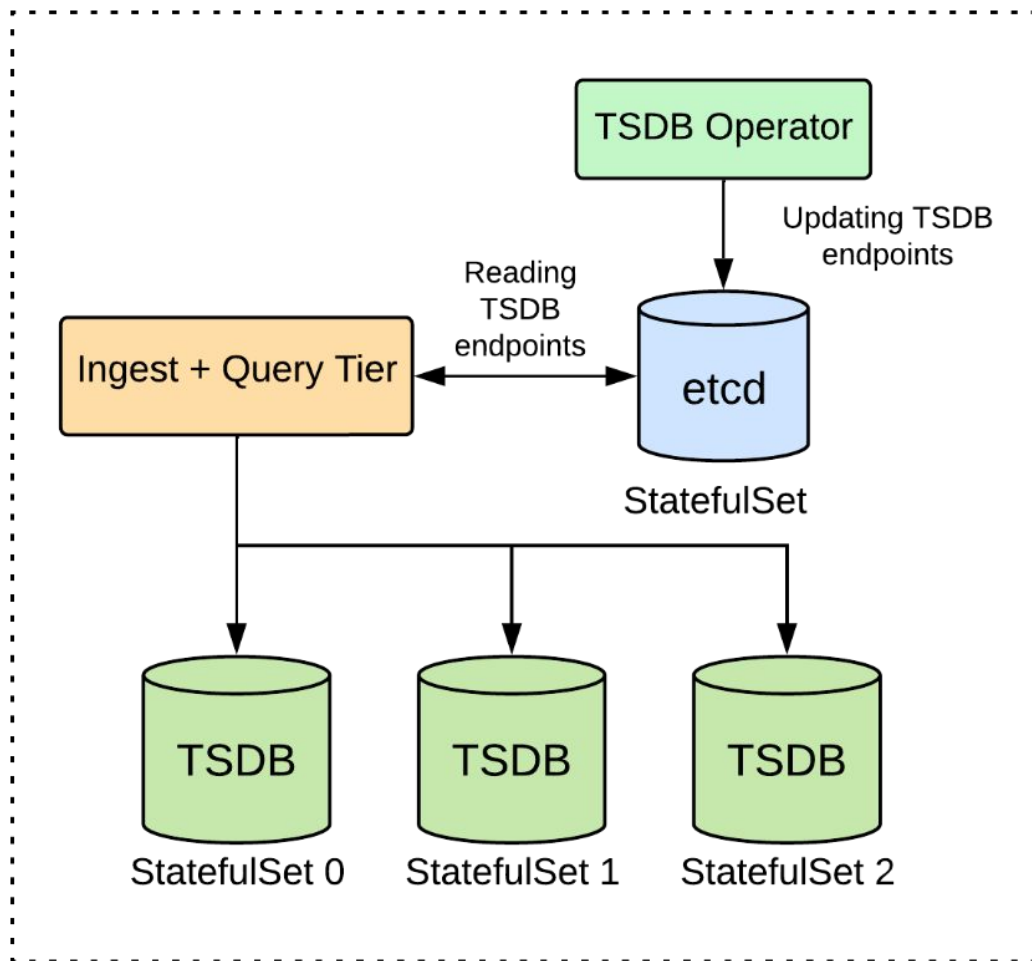 TSDB Operator
Updating TSDB
endpoints
Reading
TSDB
endpoints
Ingest + Query Tier
etcd
StatefulSet
TSDB
TSDB
TSDB
StatefulSet 0
StatefulSet 1
StatefulSet 2